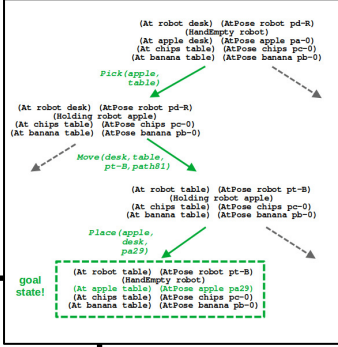 (At robot desk) (AtPose robot pd-R)
(HandEmpty robot)
(At apple desk) (AtPose apple pa-0)
(At chips table) (AtPose chips pc-0)
(At banana table) (AtPose banana pb-0)
Pick(apple,
table)
(At robot desk) (AtPose robot pd-R)
(Holding robot apple)
(At chips table) (AtPose chips pc-0)
(At banana table) (AtPose banana pb-0)
Move(desk,table,
pt-B,path81)
(At robot table) (AtPose robot pt-B)
(Holding robot apple)
(At chips table) (AtPose chips pc-0)
(At banana table) (AtPose banana pb-0)
Place(apple,
desk,
pa29)
goal
state!
(At robot table) (AtPose robot pt-B)
(HandEmpty robot)
(At apple table) (AtPose apple pa29)
(At chips table) (AtPose chips pc-0)
(At banana table) (AtPose banana pb-0)